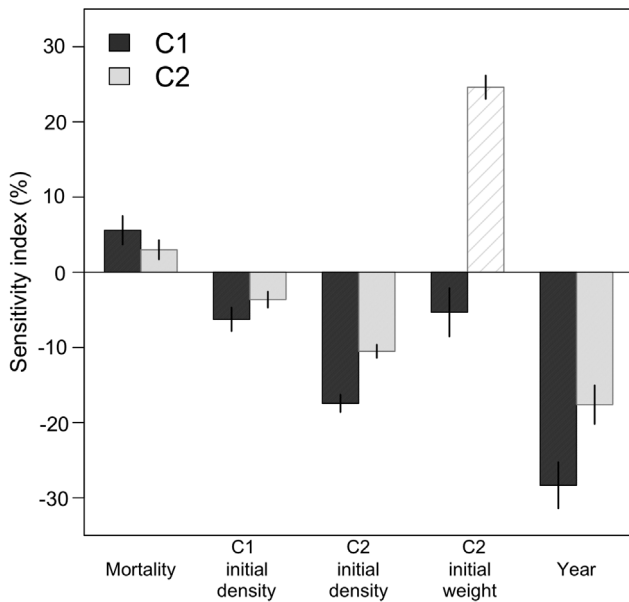 C1
C2
Sensitivity index (%)
30
20
10
0
-10
-20
-30
Mortality
C1
initial
density
C2
initial
density
C2
initial
weight
Year